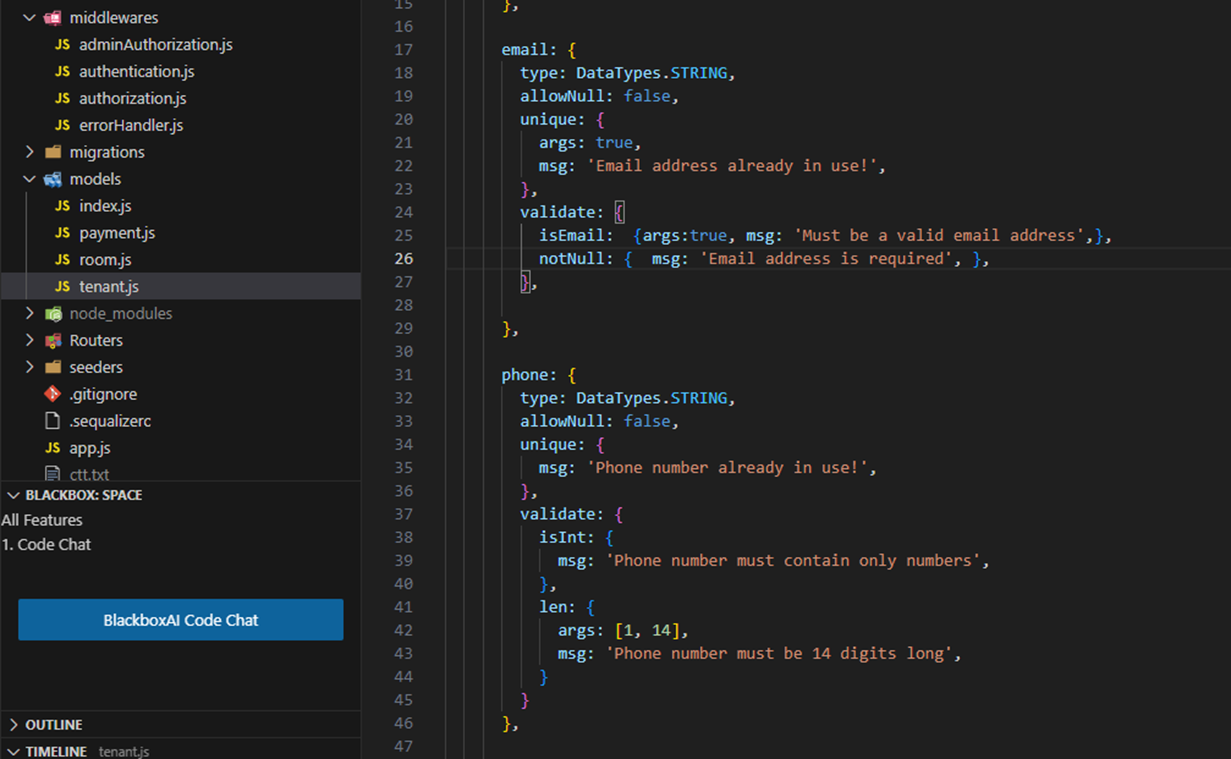 middlewares
JS adminAuthorization.js
JS authentication.js
JS authorization.js
JS errorHandler.js
migrations
models
JS index.js
JS payment.js
JS room.js
JS tenant.js
node_modules
Routers
seeders
.gitignore
.sequalizerc
JS app.js
ctt.txt
BLACKBOX: SPACE
All Features
1. Code Chat
BlackboxAI Code Chat
OUTLINE
TIMELINE tenant.js
15 },
16
17 email: {
18 type: DataTypes.STRING,
19 allowNull: false,
20 unique: {
21 args: true,
22 msg: 'Email address already in use!',
23 },
24 validate: {
25 isEmail:  {args:true, msg: 'Must be a valid email address',},
26 notNull: {  msg: 'Email address is required', },
27 },
28
29 },
30
31 phone: {
32 type: DataTypes.STRING,
33 allowNull: false,
34 unique: {
35 msg: 'Phone number already in use!',
36 },
37 validate: {
38 isInt: {
39 msg: 'Phone number must contain only numbers',
40 },
41 len: {
42 args: [1, 14],
43 msg: 'Phone number must be 14 digits long',
44 }
45 }
46 },
47